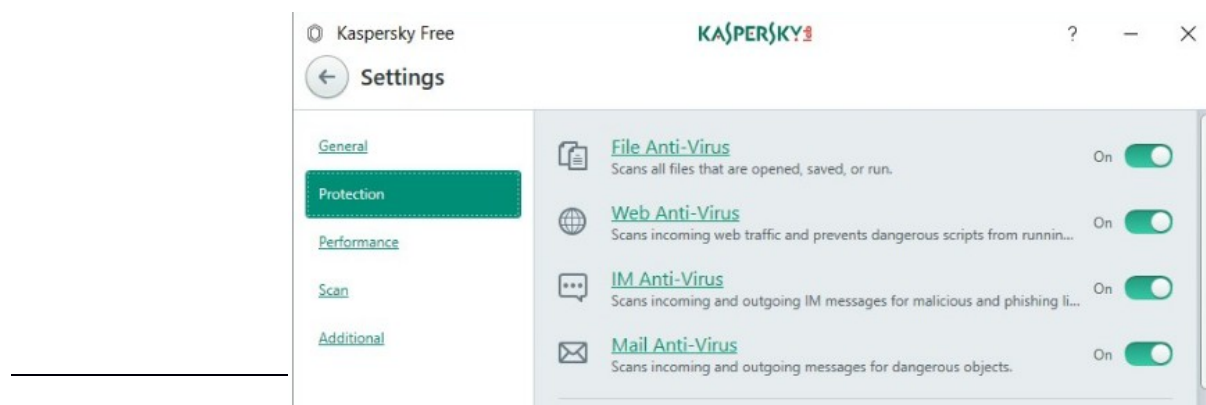 Kaspersky Free
KASPERSKY lab
?
Settings
General
Protection
Performance
Scan
Additional
File Anti-Virus
Scans all files that are opened, saved, or run.
On
Web Anti-Virus
Scans incoming web traffic and prevents dangerous scripts from runnin...
On
IM Anti-Virus
Scans incoming and outgoing IM messages for malicious and phishing li...
On
Mail Anti-Virus
Scans incoming and outgoing messages for dangerous objects.
On